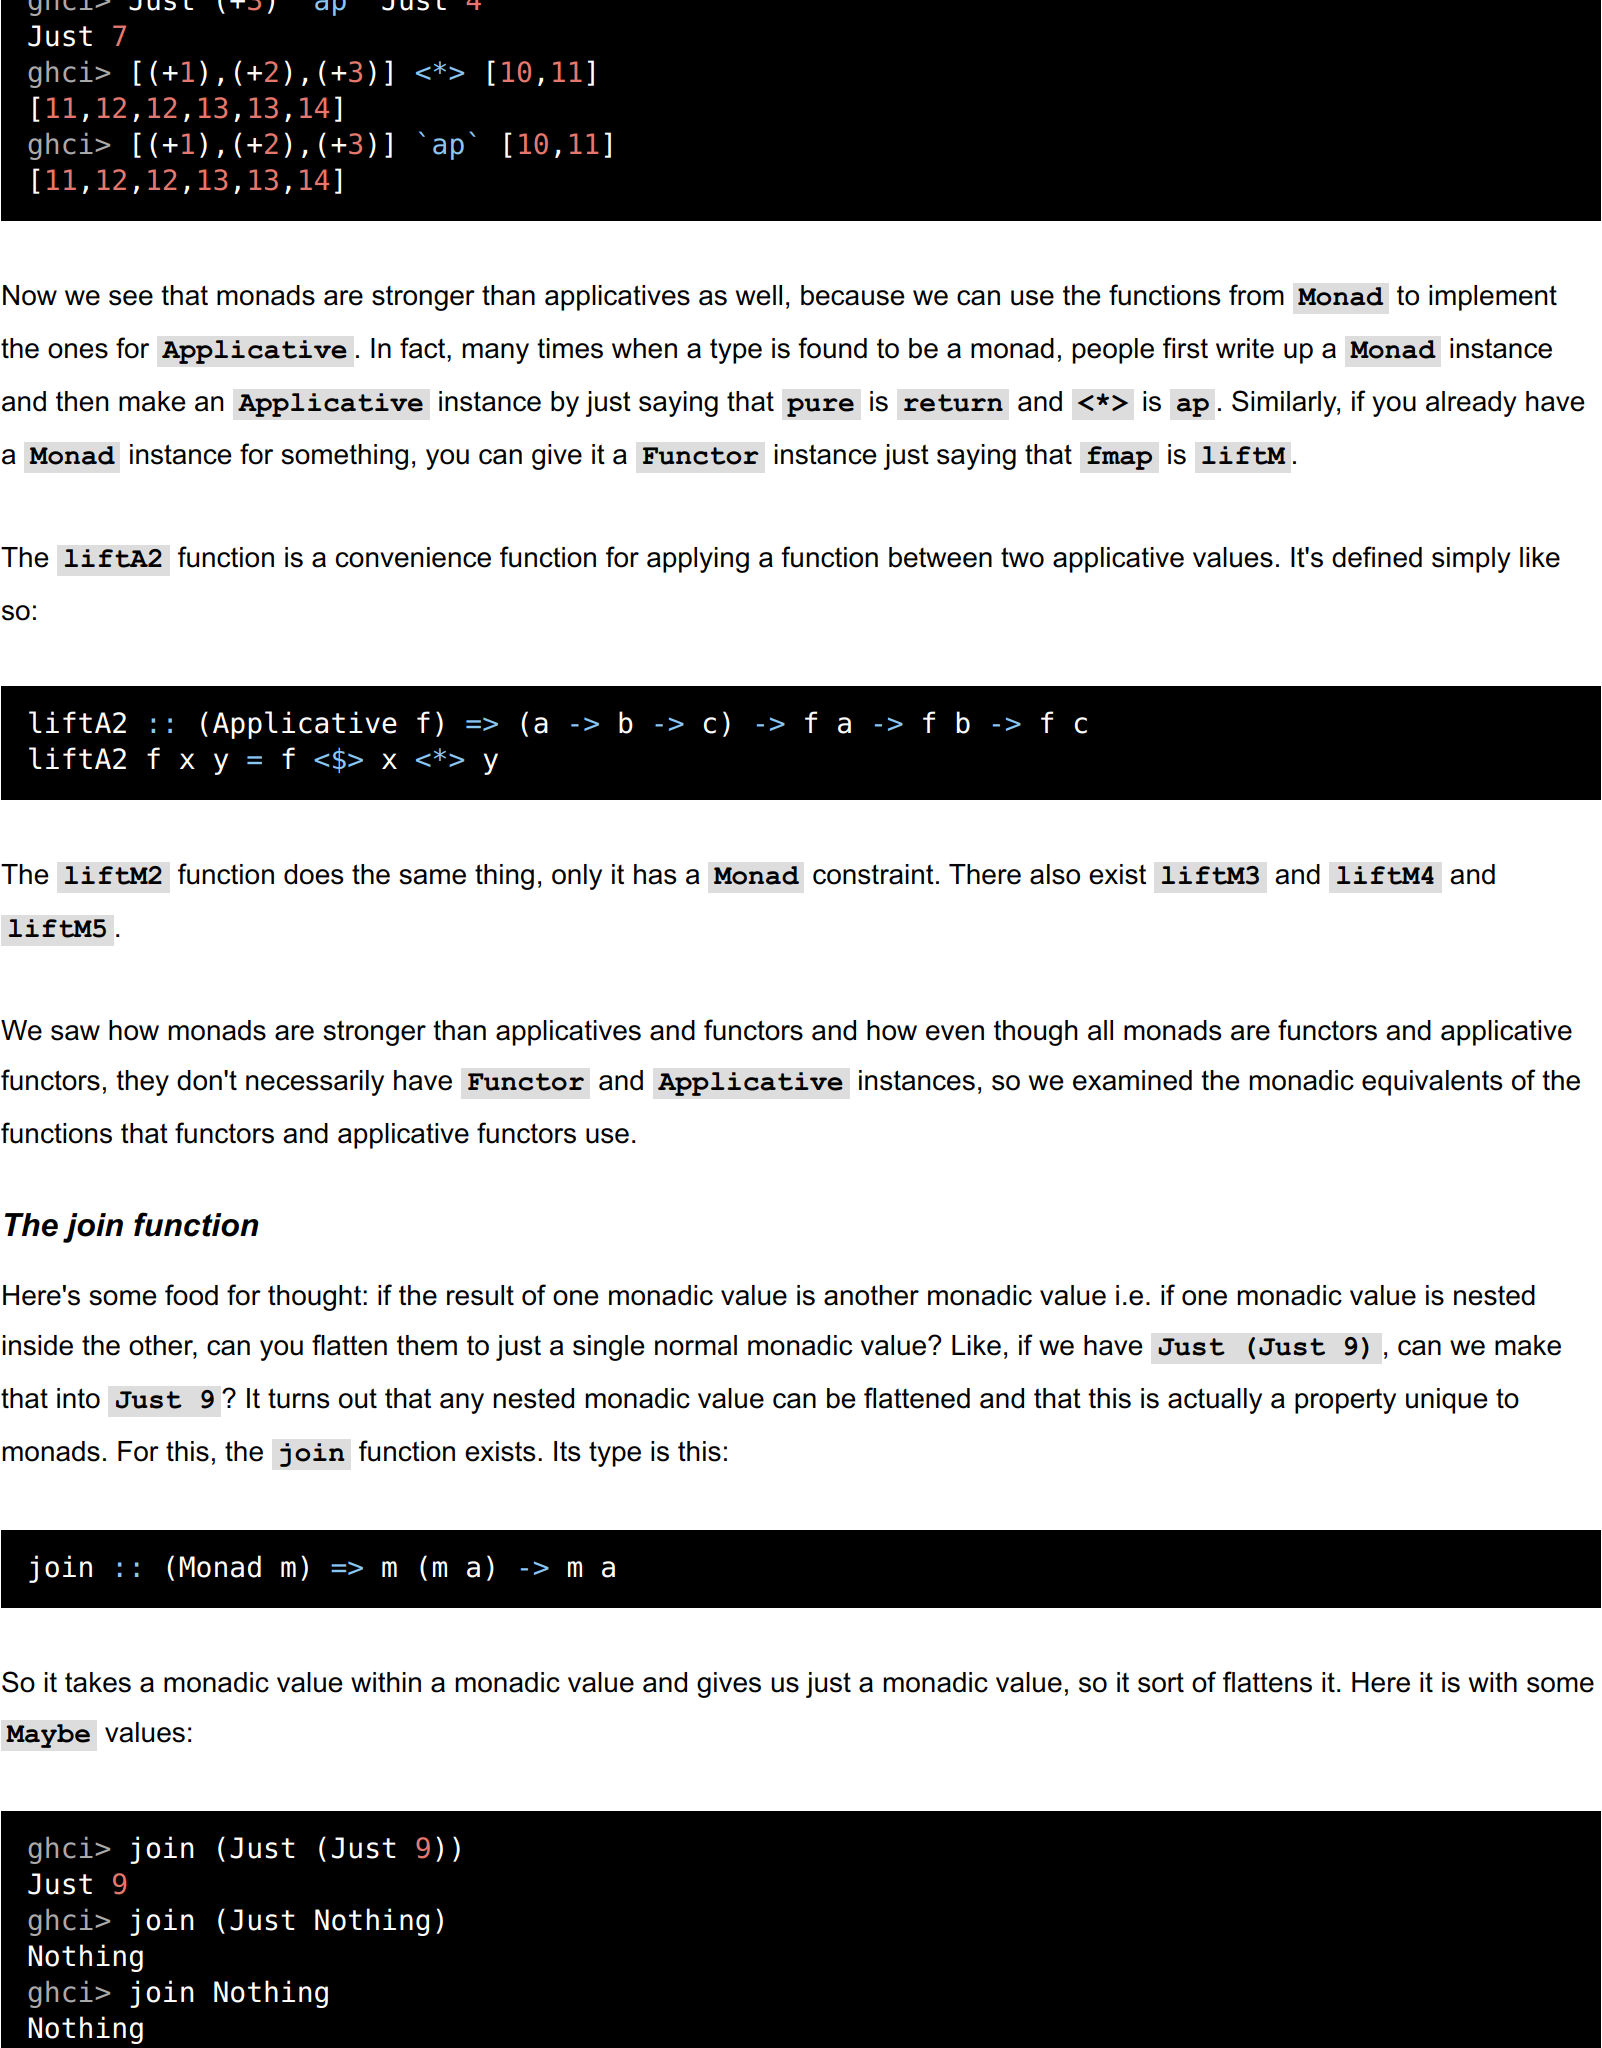 ghci> Just (+3) `ap` Just 4
Just 7
ghci> [(+1),(+2),(+3)] <*> [10,11]
[11,12,12,13,13,14]
ghci> [(+1),(+2),(+3)] `ap` [10,11]
[11,12,12,13,13,14]
Now we see that monads are stronger than applicatives as well, because we can use the functions from Monad to implement
the ones for Applicative. In fact, many times when a type is found to be a monad, people first write up a Monad instance
and then make an Applicative instance by just saying that pure is return and <*> is ap. Similarly, if you already have
a Monad instance for something, you can give it a Functor instance just saying that fmap is liftM.
The liftA2 function is a convenience function for applying a function between two applicative values. It's defined simply like
so:
liftA2 :: (Applicative f) => (a -> b -> c) -> f a -> f b -> f c
liftA2 f x y = f <$> x <*> y
The liftM2 function does the same thing, only it has a Monad constraint. There also exist liftM3 and liftM4 and
liftM5.
We saw how monads are stronger than applicatives and functors and how even though all monads are functors and applicative
functors, they don't necessarily have Functor and Applicative instances, so we examined the monadic equivalents of the
functions that functors and applicative functors use.
The join function
Here's some food for thought: if the result of one monadic value is another monadic value i.e. if one monadic value is nested
inside the other, can you flatten them to just a single normal monadic value? Like, if we have Just (Just 9), can we make
that into Just 9? It turns out that any nested monadic value can be flattened and that this is actually a property unique to
monads. For this, the join function exists. Its type is this:
join :: (Monad m) => m (m a) -> m a
So it takes a monadic value within a monadic value and gives us just a monadic value, so it sort of flattens it. Here it is with some
Maybe values:
ghci> join (Just (Just 9))
Just 9
ghci> join (Just Nothing)
Nothing
ghci> join Nothing
Nothing